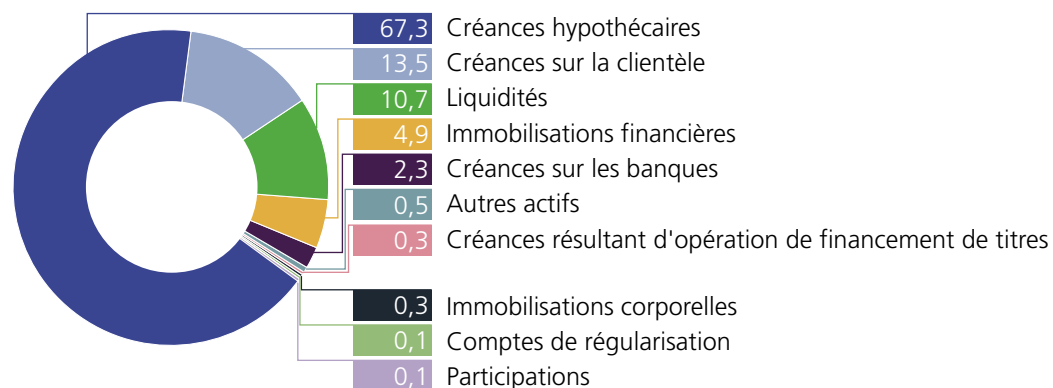 67,3 Créances hypothécaires
13,5 Créances sur la clientèle
10,7 Liquidités
4,9 Immobilisations financières
2,3 Créances sur les banques
0,5 Autres actifs
0,3 Créances résultant d'opération de financement de titres
0,3 Immobilisations corporelles
0,1 Comptes de régularisation
0,1 Participations